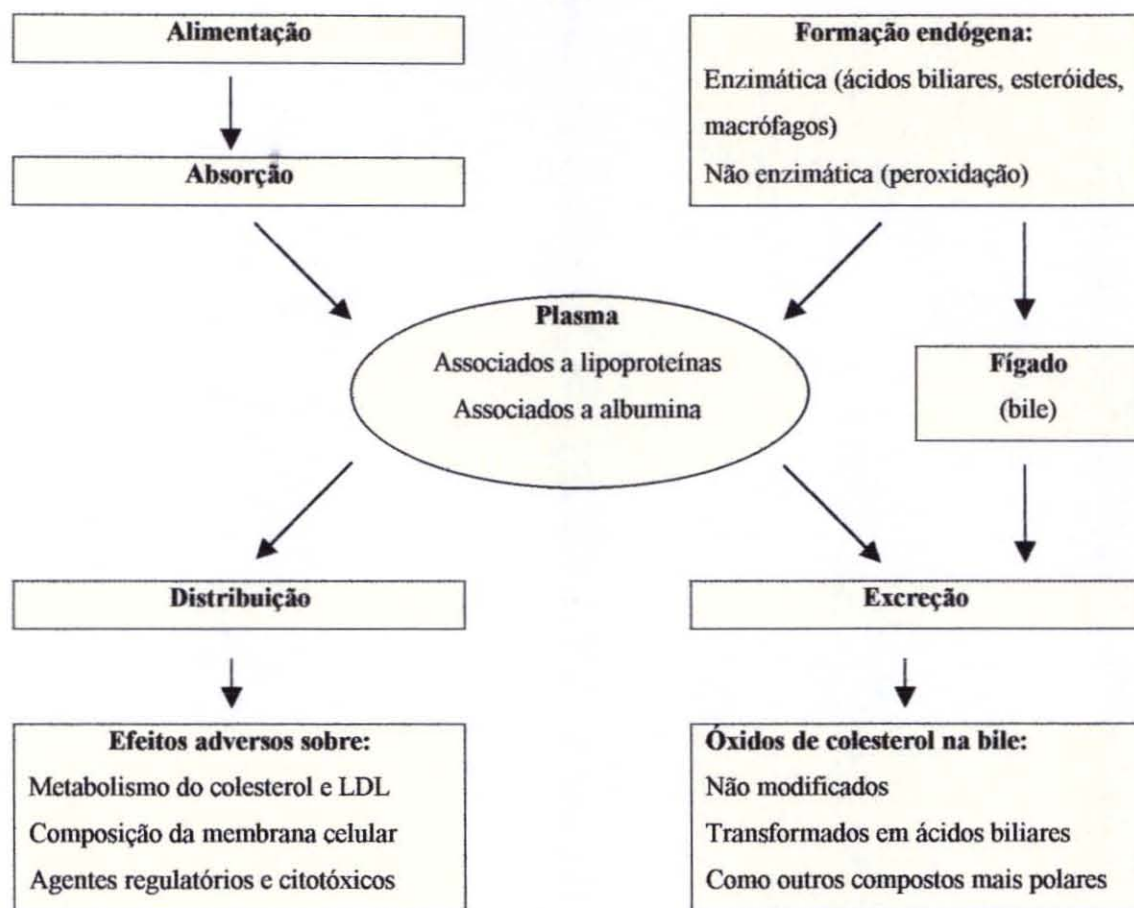 Alimentação
Formação endógena:
Enzimática (ácidos biliares, esteróides,
macrófagos)
Não enzimática (peroxidação)
Absorção
Plasma
Associados a lipoproteínas
Associados a albumina
Fígado
(bile)
Distribuição
Excreção
Efeitos adversos sobre:
Metabolismo do colesterol e LDL
Composição da membrana celular
Agentes regulatórios e citotóxicos
Óxidos de colesterol na bile:
Não modificados
Transformados em ácidos biliares
Como outros compostos mais polares